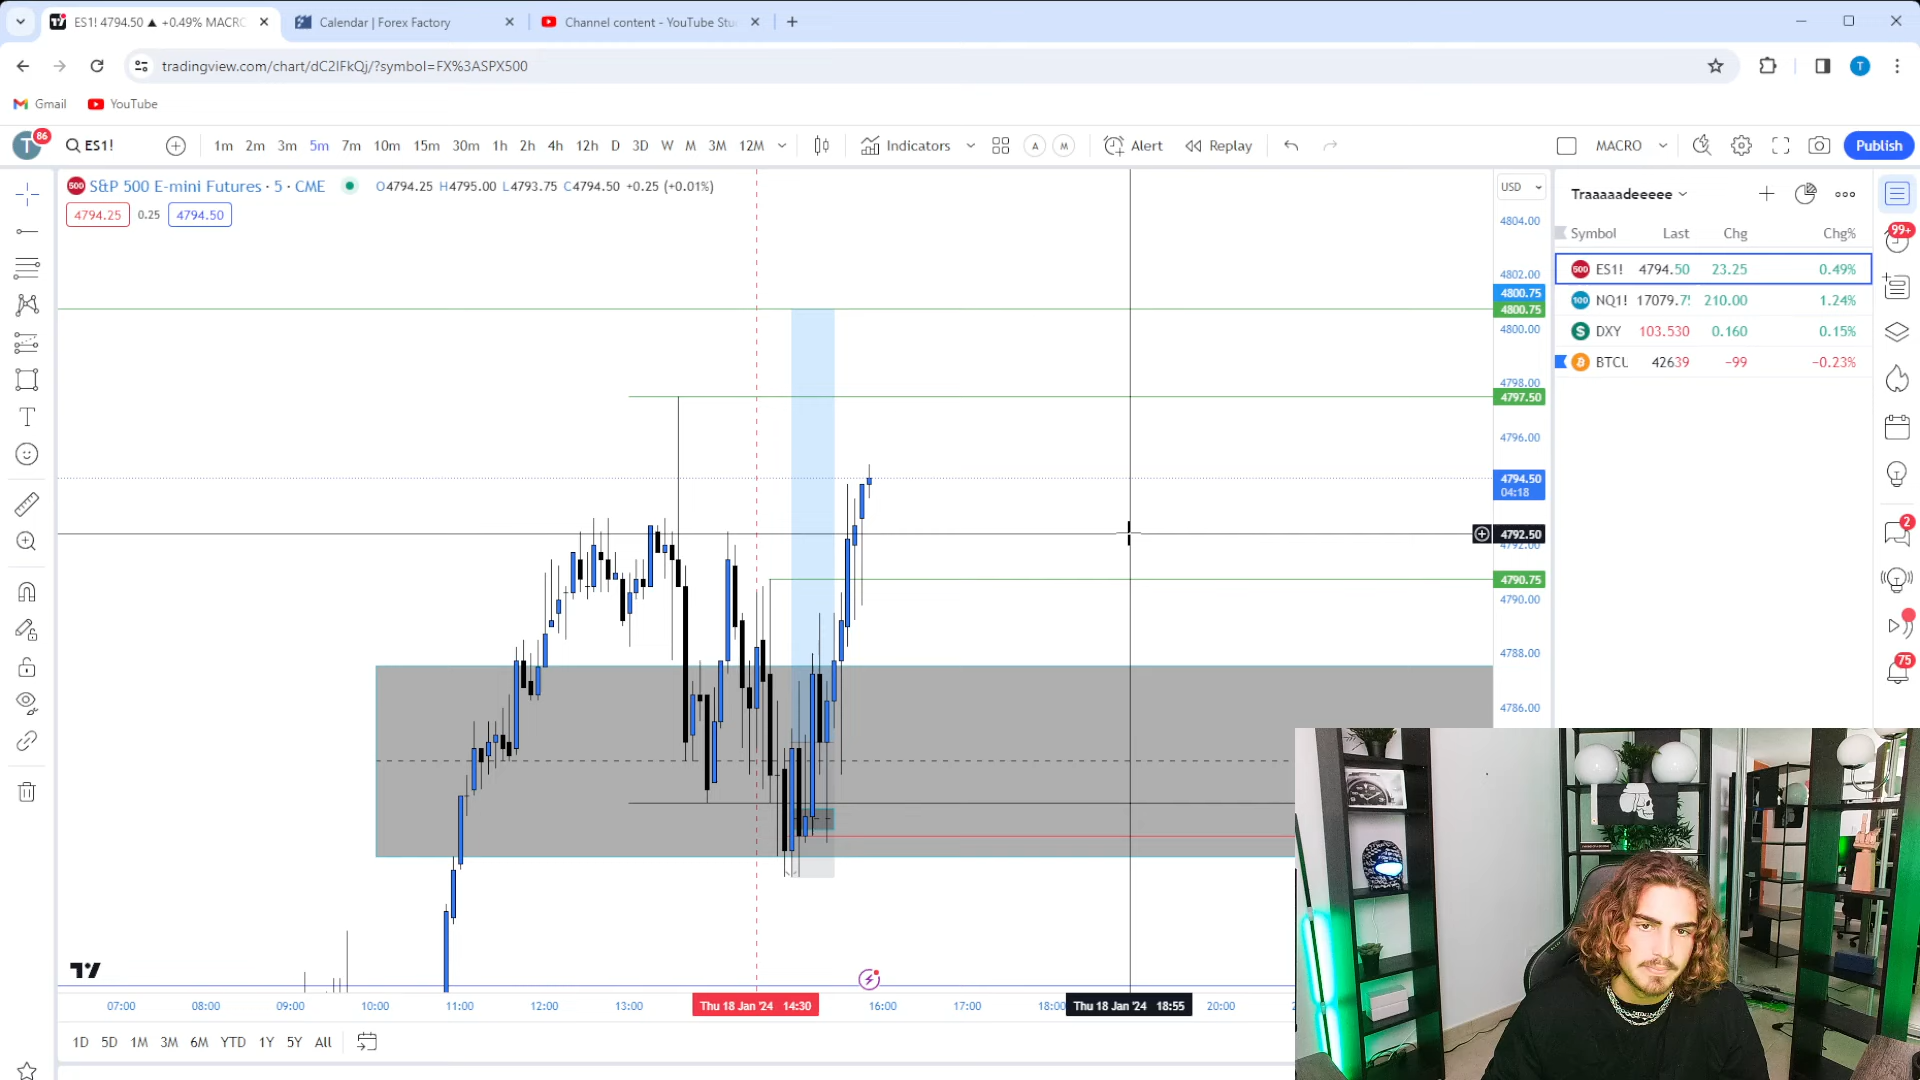 ES1! 4794.50 ▲ +0.49% MACRO
Calendar | Forex Factory
Channel content - YouTube Stu
tradingview.com/chart/dC2IFkQj/?symbol=FX%3ASPX500
T
Gmail
YouTube
T
86
ES1!
1m 2m 3m 5m 7m 10m 15m 30m 1h 2h 4h 12h D 3D W M 3M 12M
Indicators
A
M
Alert
Replay
MACRO
Publish
500
S&P 500 E-mini Futures · 5 · CME
O4794.25 H4795.00 L4793.75 C4794.50 +0.25 (+0.01%)
4794.25
0.25
4794.50
USD
4804.00
4802.00
4800.75
4800.75
4800.00
4798.00
4797.50
4796.00
4794.50
04:18
4792.50
4792.00
4790.75
4790.00
4788.00
4786.00
Traaaaadeeeee
Symbol Last Chg Chg%
500 ES1! 4794.50 23.25 0.49%
100 NQ1! 17079.7 210.00 1.24%
DXY 103.530 0.160 0.15%
BTCU 42639 −99 −0.23%
99+
2
75
07:00 08:00 09:00 10:00 11:00 12:00 13:00 Thu 18 Jan '24 14:30 16:00 17:00 18:00 Thu 18 Jan '24 18:55 20:00
1D 5D 1M 3M 6M YTD 1Y 5Y All